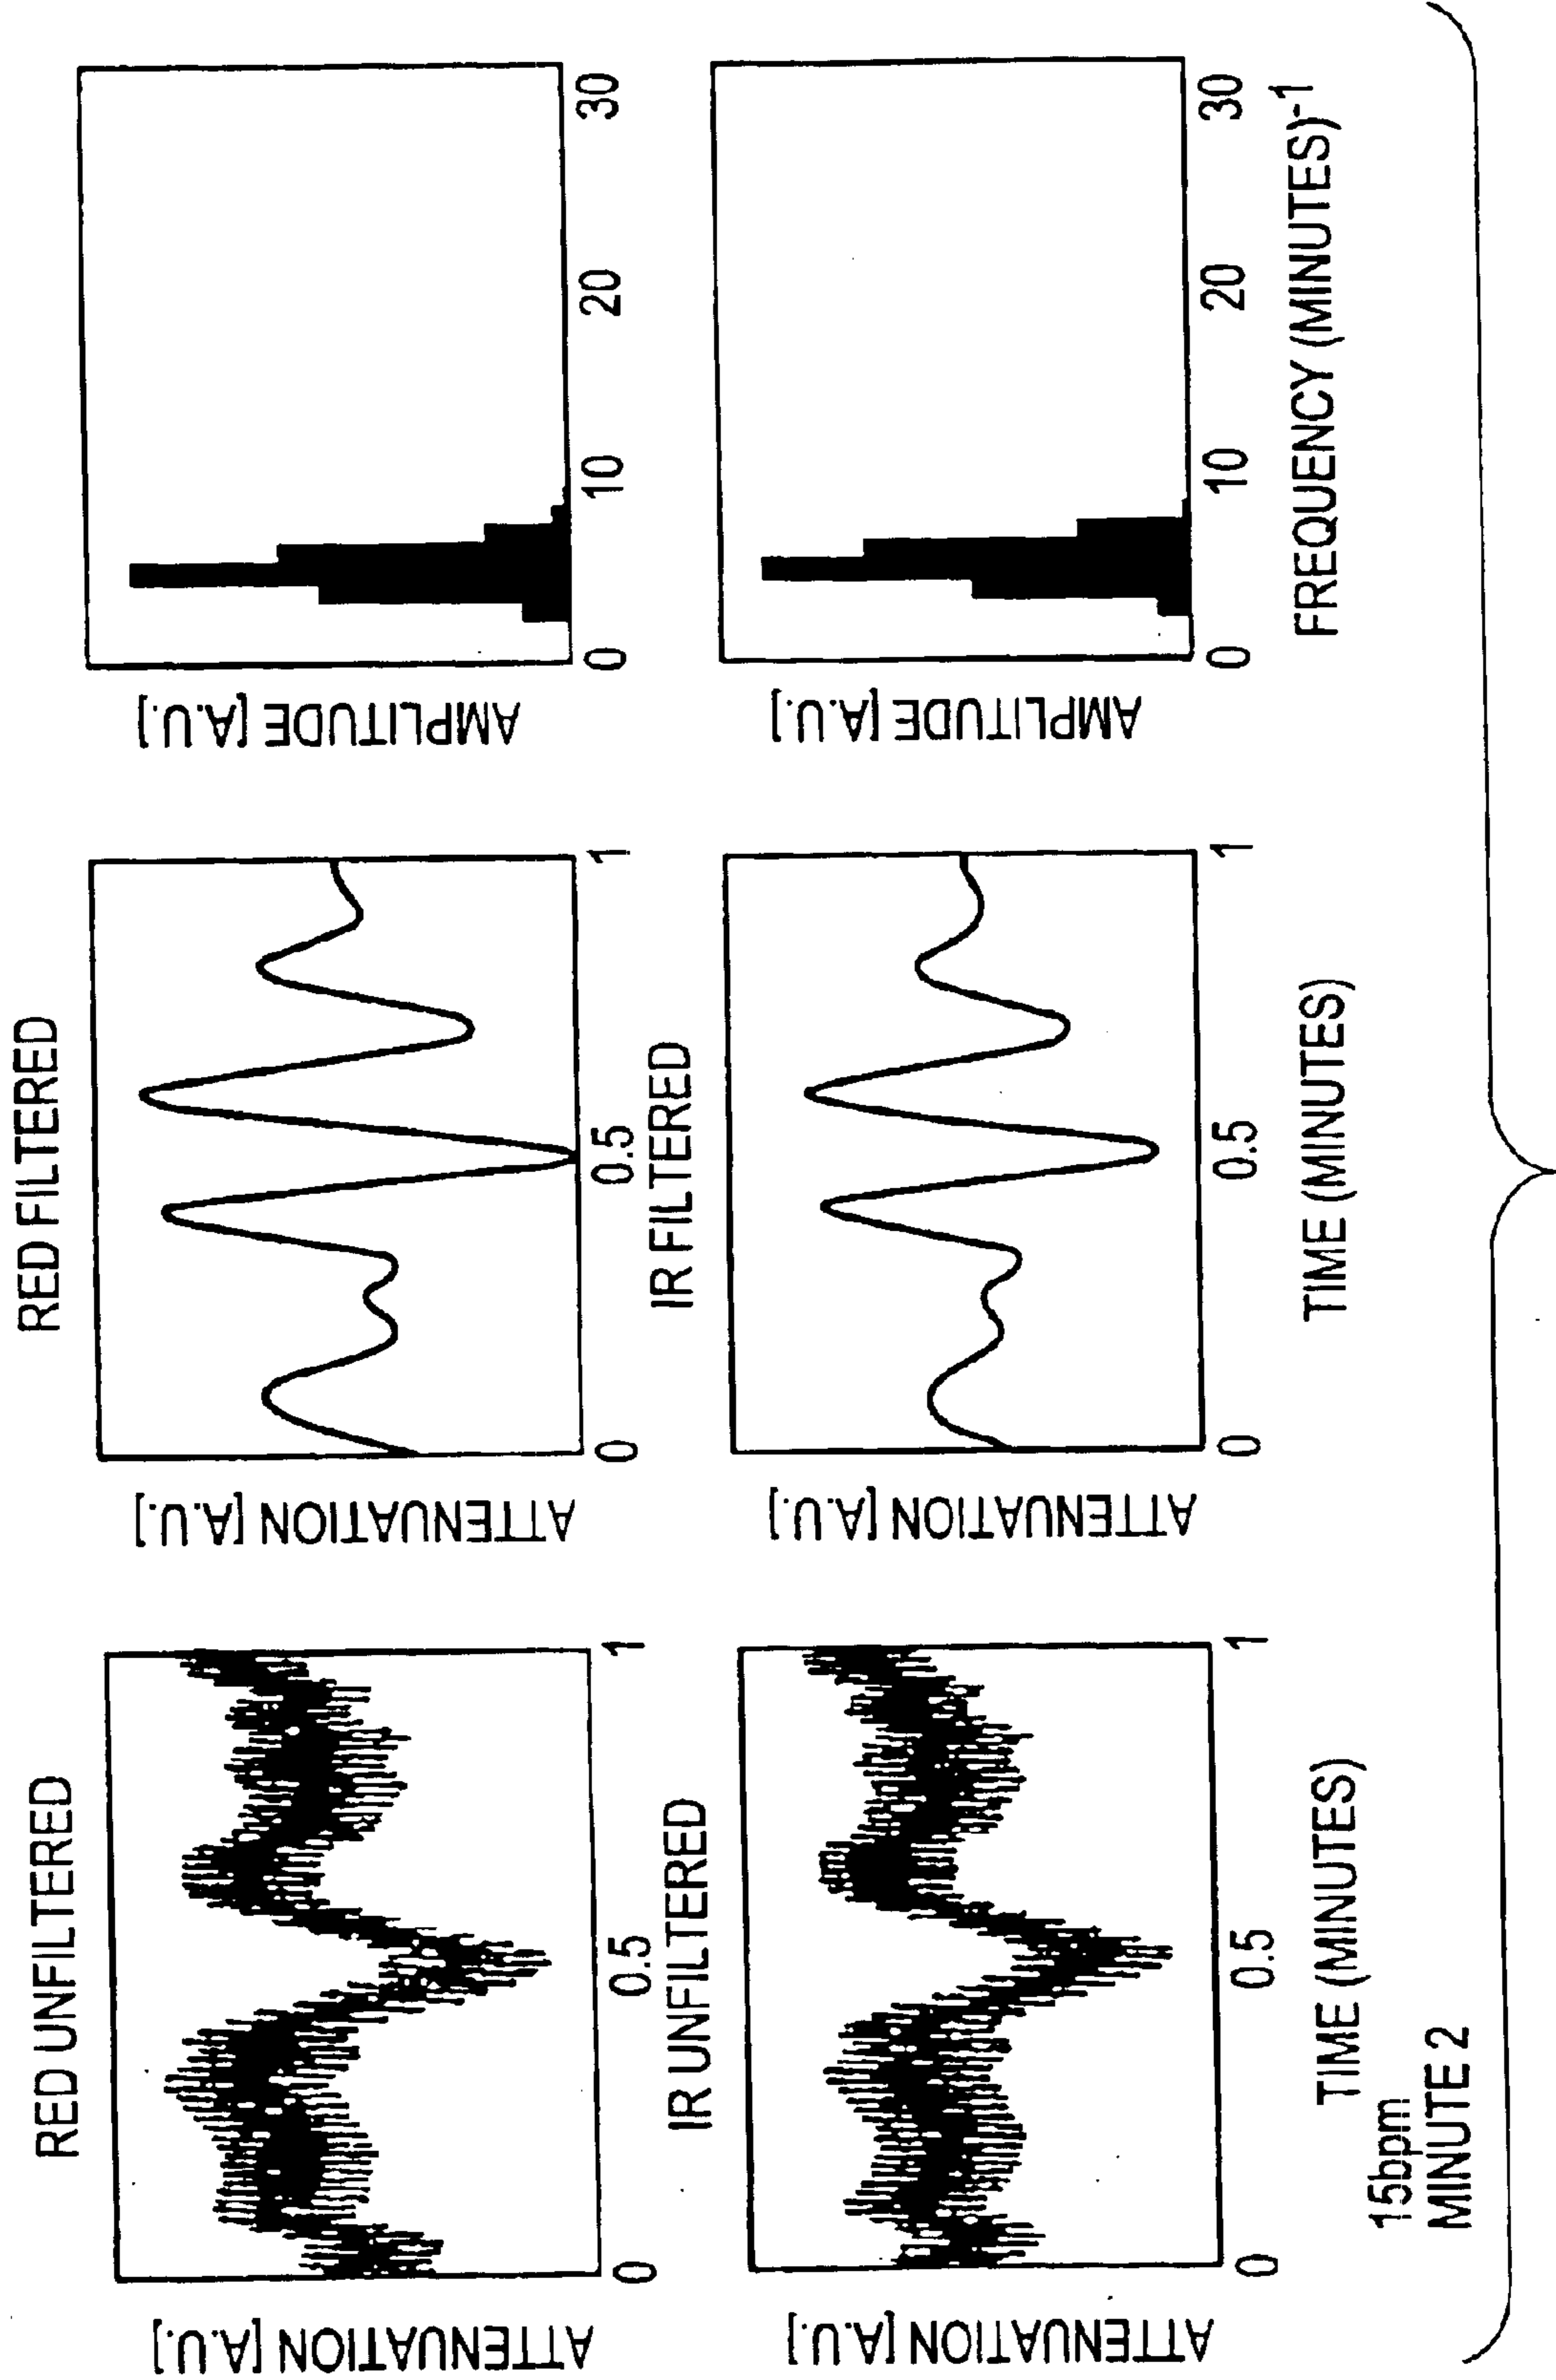 RED UNFILTERED
ATTENUATION [A.U.]
0
0.5
1
RED FILTERED
ATTENUATION [A.U.]
0
0.5
1
AMPLITUDE [A.U.]
0
10
20
30
IR UNFILTERED
ATTENUATION [A.U.]
0
0.5
1
TIME (MINUTES)
IR FILTERED
ATTENUATION [A.U.]
0
0.5
1
TIME (MINUTES)
AMPLITUDE [A.U.]
0
10
20
30
FREQUENCY (MINUTES)-1
15bpm
MINUTE 2